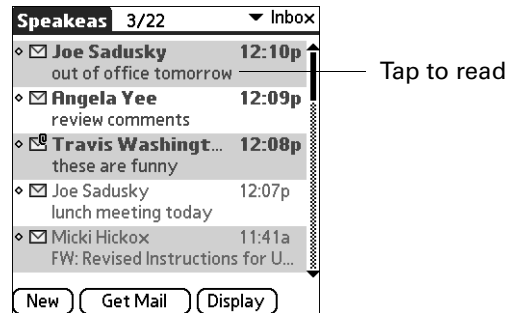 Speakeas 3/22 Inbox
Joe Sadusky 12:10p
out of office tomorrow
Tap to read
Angela Yee 12:09p
review comments
Travis Washingt... 12:08p
these are funny
Joe Sadusky 12:07p
lunch meeting today
Micki Hickox 11:41a
FW: Revised Instructions for U...
New Get Mail Display